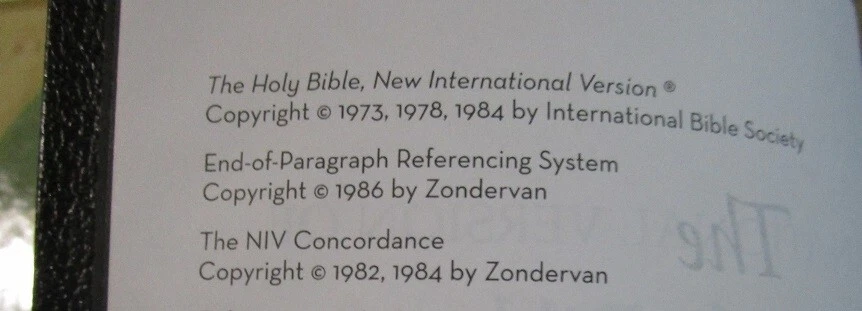 The Holy Bible, New International Version ®
Copyright © 1973, 1978, 1984 by International Bible Society
End-of-Paragraph Referencing System
Copyright © 1986 by Zondervan
The NIV Concordance
Copyright © 1982, 1984 by Zondervan
The